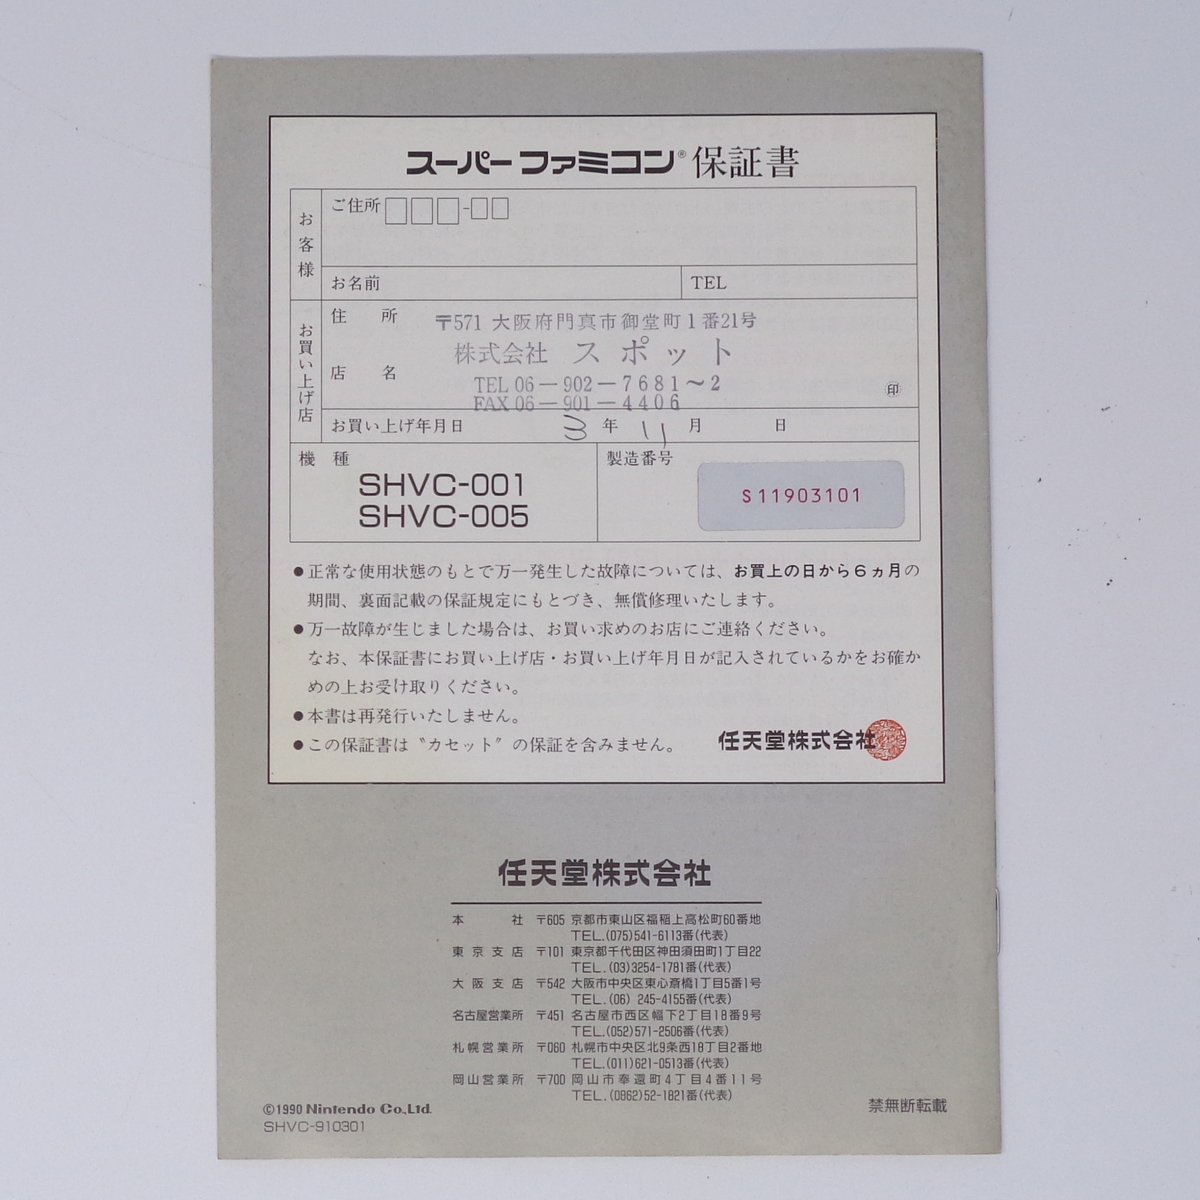 スーパーファミコン® 保証書
お客様
ご住所 □□□-□□
お名前
TEL
お買い上げ店
住所
〒571 大阪府門真市御堂町1番21号
株式会社 スポット
店名
TEL 06-902-7681~2
FAX 06-901-4406
印
お買い上げ年月日 3年 11月 日
機種
SHVC-001
SHVC-005
製造番号
S11903101
●正常な使用状態のもとで万一発生した故障については、お買上の日から6ヵ月の
期間、裏面記載の保証規定にもとづき、無償修理いたします。
●万一故障が生じました場合は、お買い求めのお店にご連絡ください。
なお、本保証書にお買い上げ店・お買い上げ年月日が記入されているかをお確か
めの上お受け取りください。
●本書は再発行いたしません。
●この保証書は〝カセット〞の保証を含みません。
任天堂株式会社
任天堂株式会社
本社 〒605 京都市東山区福稲上高松町60番地
TEL.(075)541-6113番(代表)
東京支店 〒101 東京都千代田区神田須田町1丁目22
TEL.(03)3254-1781番(代表)
大阪支店 〒542 大阪市中央区東心斎橋1丁目5番1号
TEL.(06) 245-4155番(代表)
名古屋営業所 〒451 名古屋市西区幅下2丁目18番9号
TEL.(052)571-2506番(代表)
札幌営業所 〒060 札幌市中央区北9条西18丁目2番地
TEL.(011)621-0513番(代表)
岡山営業所 〒700 岡山市奉還町4丁目4番11号
TEL.(0862)52-1821番(代表)
©1990 Nintendo Co.,Ltd.
SHVC-910301
禁無断転載